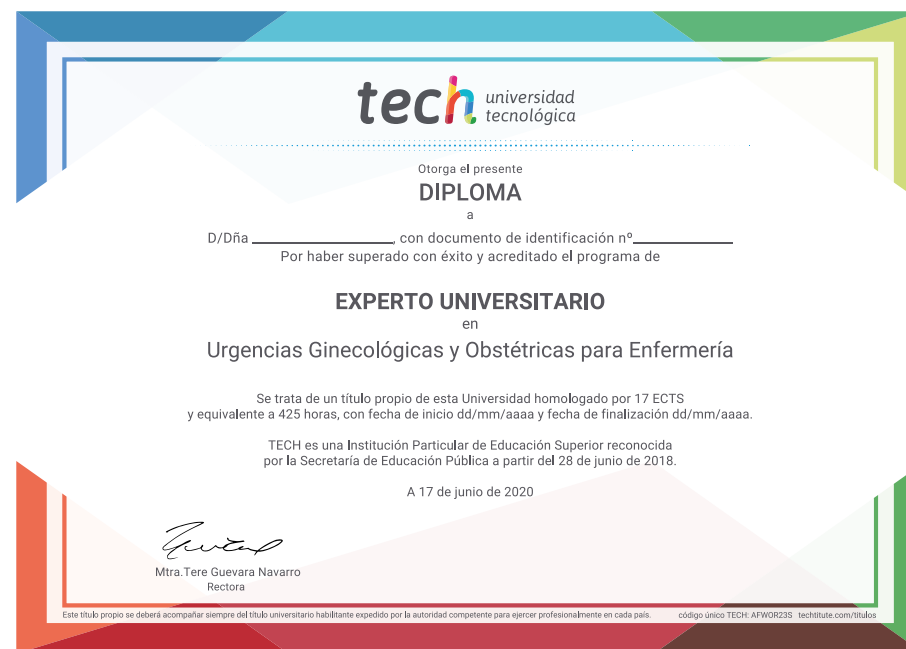 tech universidad
tecnológica
Otorga el presente
DIPLOMA
a
D/Dña ____________________, con documento de identificación nº______________
Por haber superado con éxito y acreditado el programa de
EXPERTO UNIVERSITARIO
en
Urgencias Ginecológicas y Obstétricas para Enfermería
Se trata de un título propio de esta Universidad homologado por 17 ECTS
y equivalente a 425 horas, con fecha de inicio dd/mm/aaaa y fecha de finalización dd/mm/aaaa.
TECH es una Institución Particular de Educación Superior reconocida
por la Secretaría de Educación Pública a partir del 28 de junio de 2018.
A 17 de junio de 2020
Mtra.Tere Guevara Navarro
Rectora
Este título propio se deberá acompañar siempre del título universitario habilitante expedido por la autoridad competente para ejercer profesionalmente en cada país. código único TECH: AFWOR23S techtitute.com/titulos